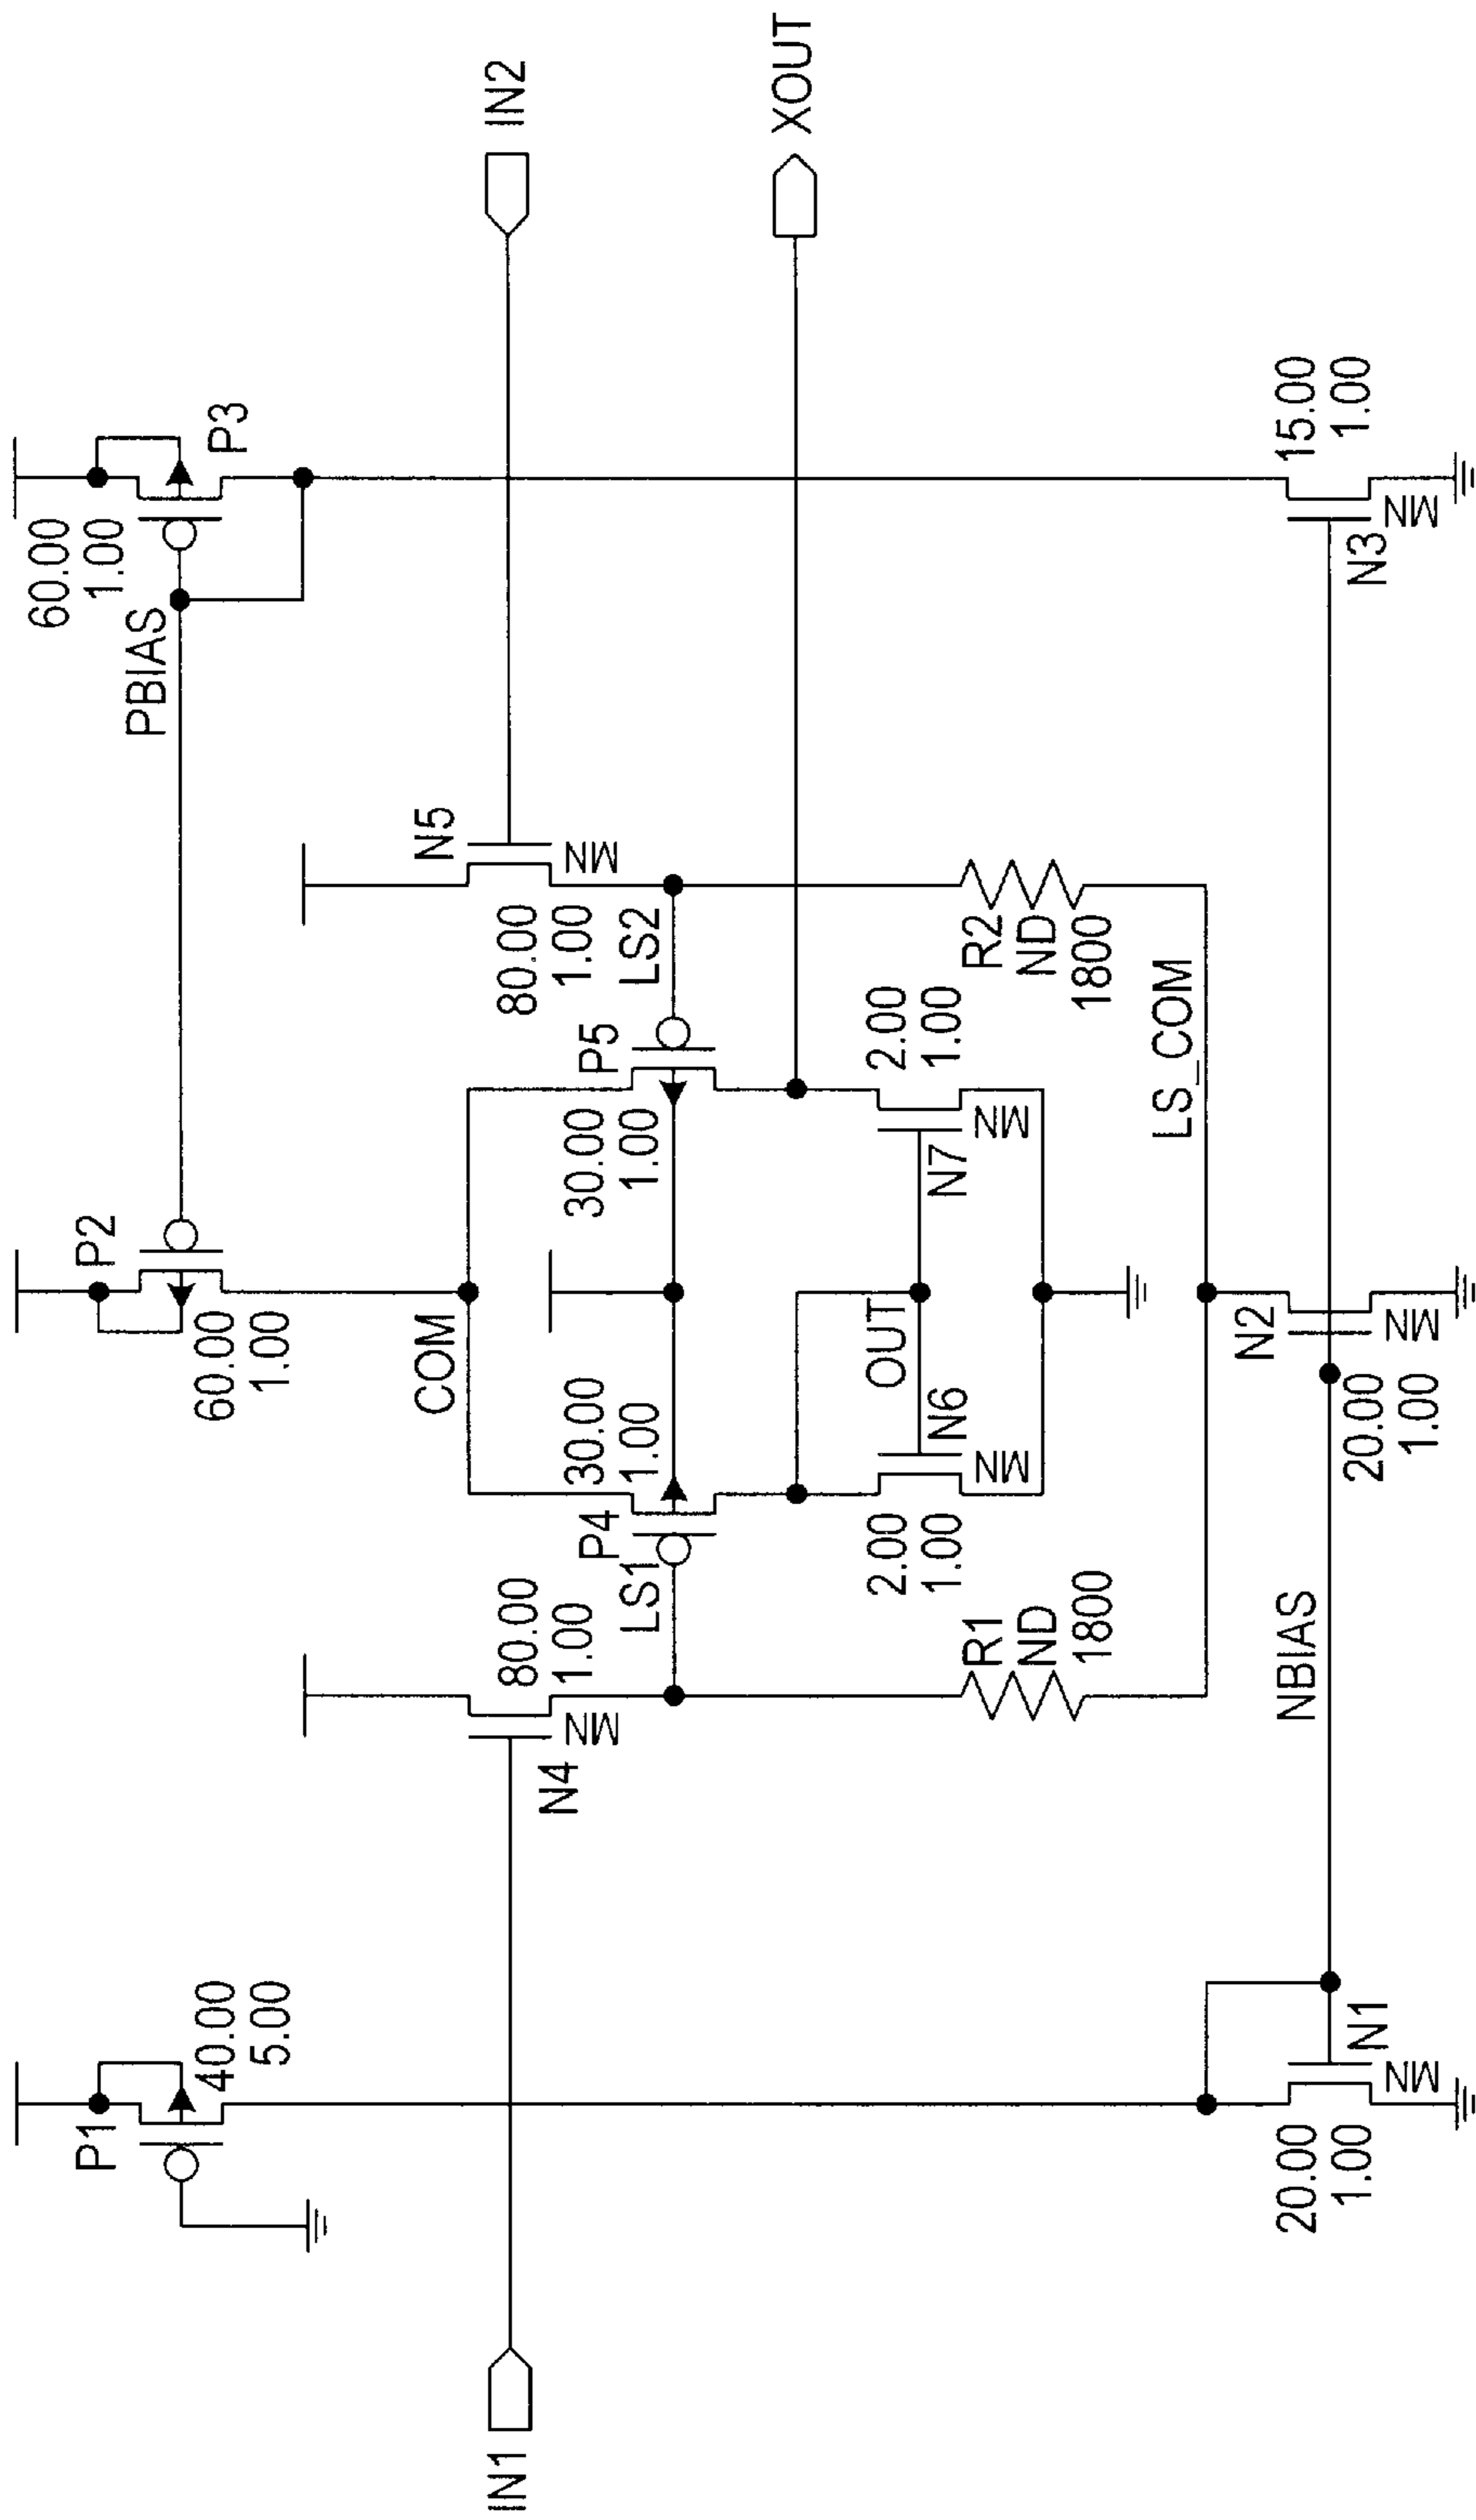 IN1
P1
40.00
5.00
20.00
1.00
N1
MN
NBIAS
N4
MN
80.00
1.00
LS1
P4
30.00
1.00
R1
ND
1800
2.00
1.00
N6
MN
OUT
COM
P2
60.00
1.00
N2
MN
20.00
1.00
P5
30.00
1.00
N7
MN
2.00
1.00
LS_COM
LS2
N5
MN
80.00
1.00
R2
ND
1800
PBIAS
60.00
1.00
P3
N3
MN
15.00
1.00
IN2
XOUT